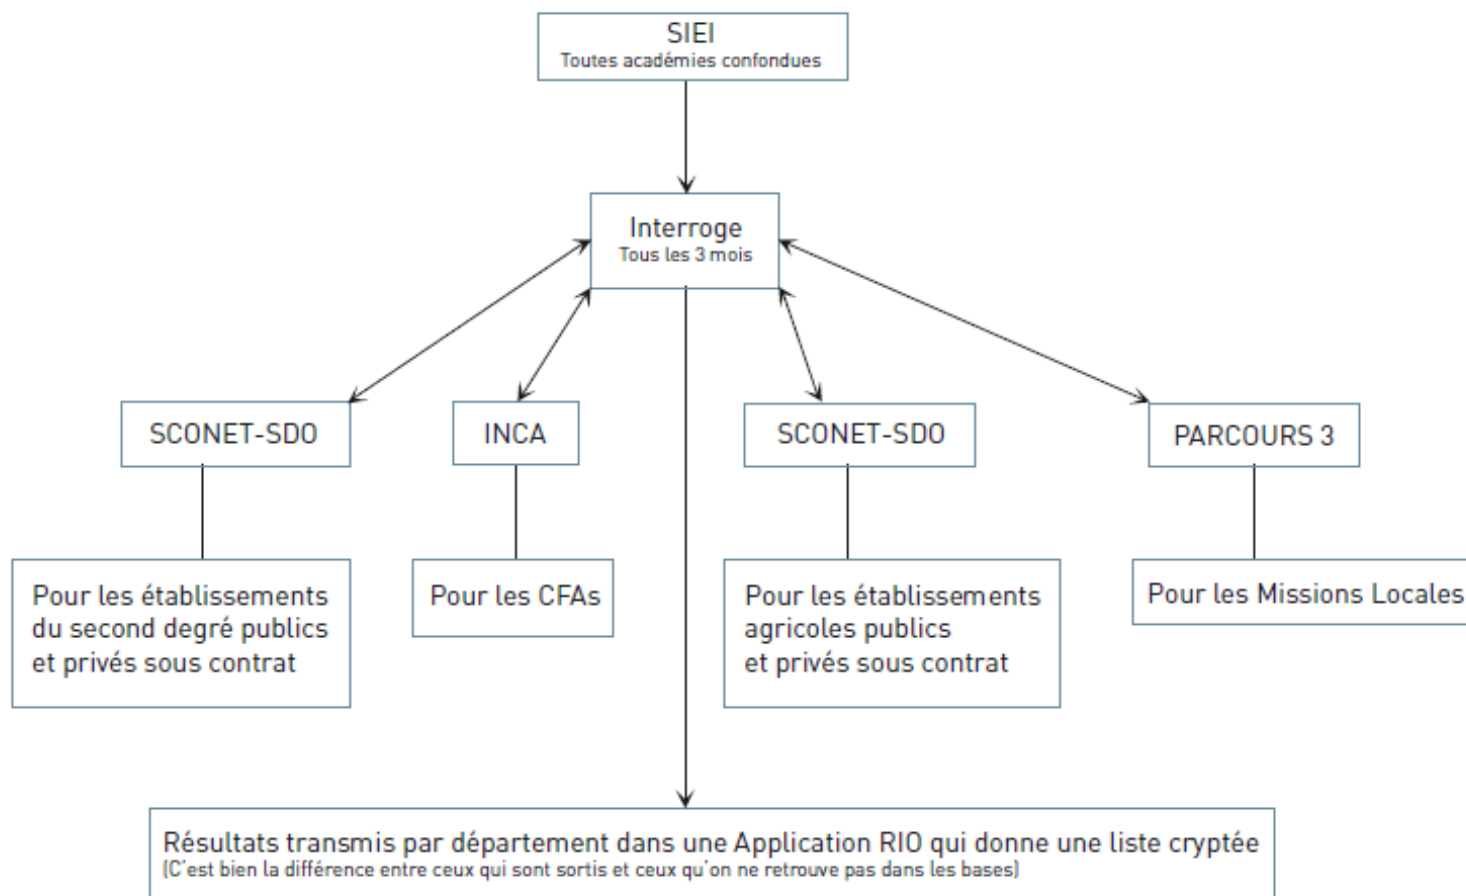 SIEI
Toutes académies confondues
Interroge
Tous les 3 mois
SCONET-SDO
INCA
SCONET-SDO
PARCOURS 3
Pour les établissements
du second degré publics
et privés sous contrat
Pour les CFAs
Pour les établissements
agricoles publics
et privés sous contrat
Pour les Missions Locales
Résultats transmis par département dans une Application RIO qui donne une liste cryptée
(C'est bien la différence entre ceux qui sont sortis et ceux qu'on ne retrouve pas dans les bases)